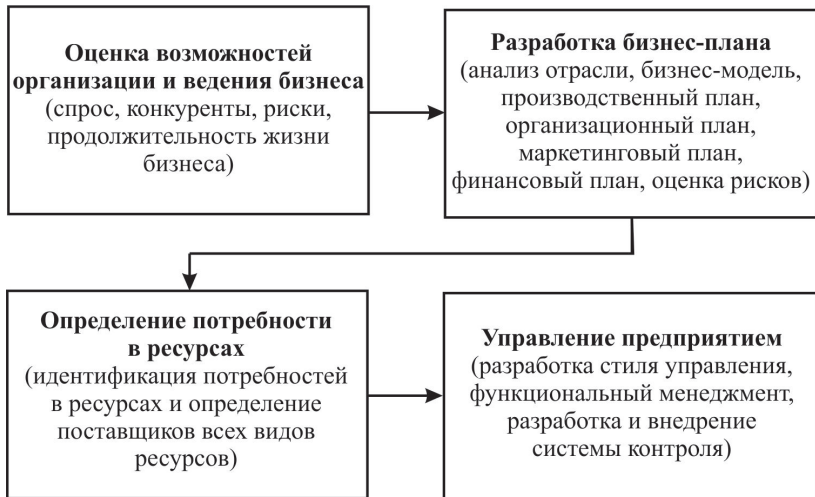 Оценка возможностей
организации и ведения бизнеса
(спрос, конкуренты, риски,
продолжительность жизни
бизнеса)
Разработка бизнес-плана
(анализ отрасли, бизнес-модель,
производственный план,
организационный план,
маркетинговый план,
финансовый план, оценка рисков)
Определение потребности
в ресурсах
(идентификация потребностей
в ресурсах и определение
поставщиков всех видов
ресурсов)
Управление предприятием
(разработка стиля управления,
функциональный менеджмент,
разработка и внедрение
системы контроля)